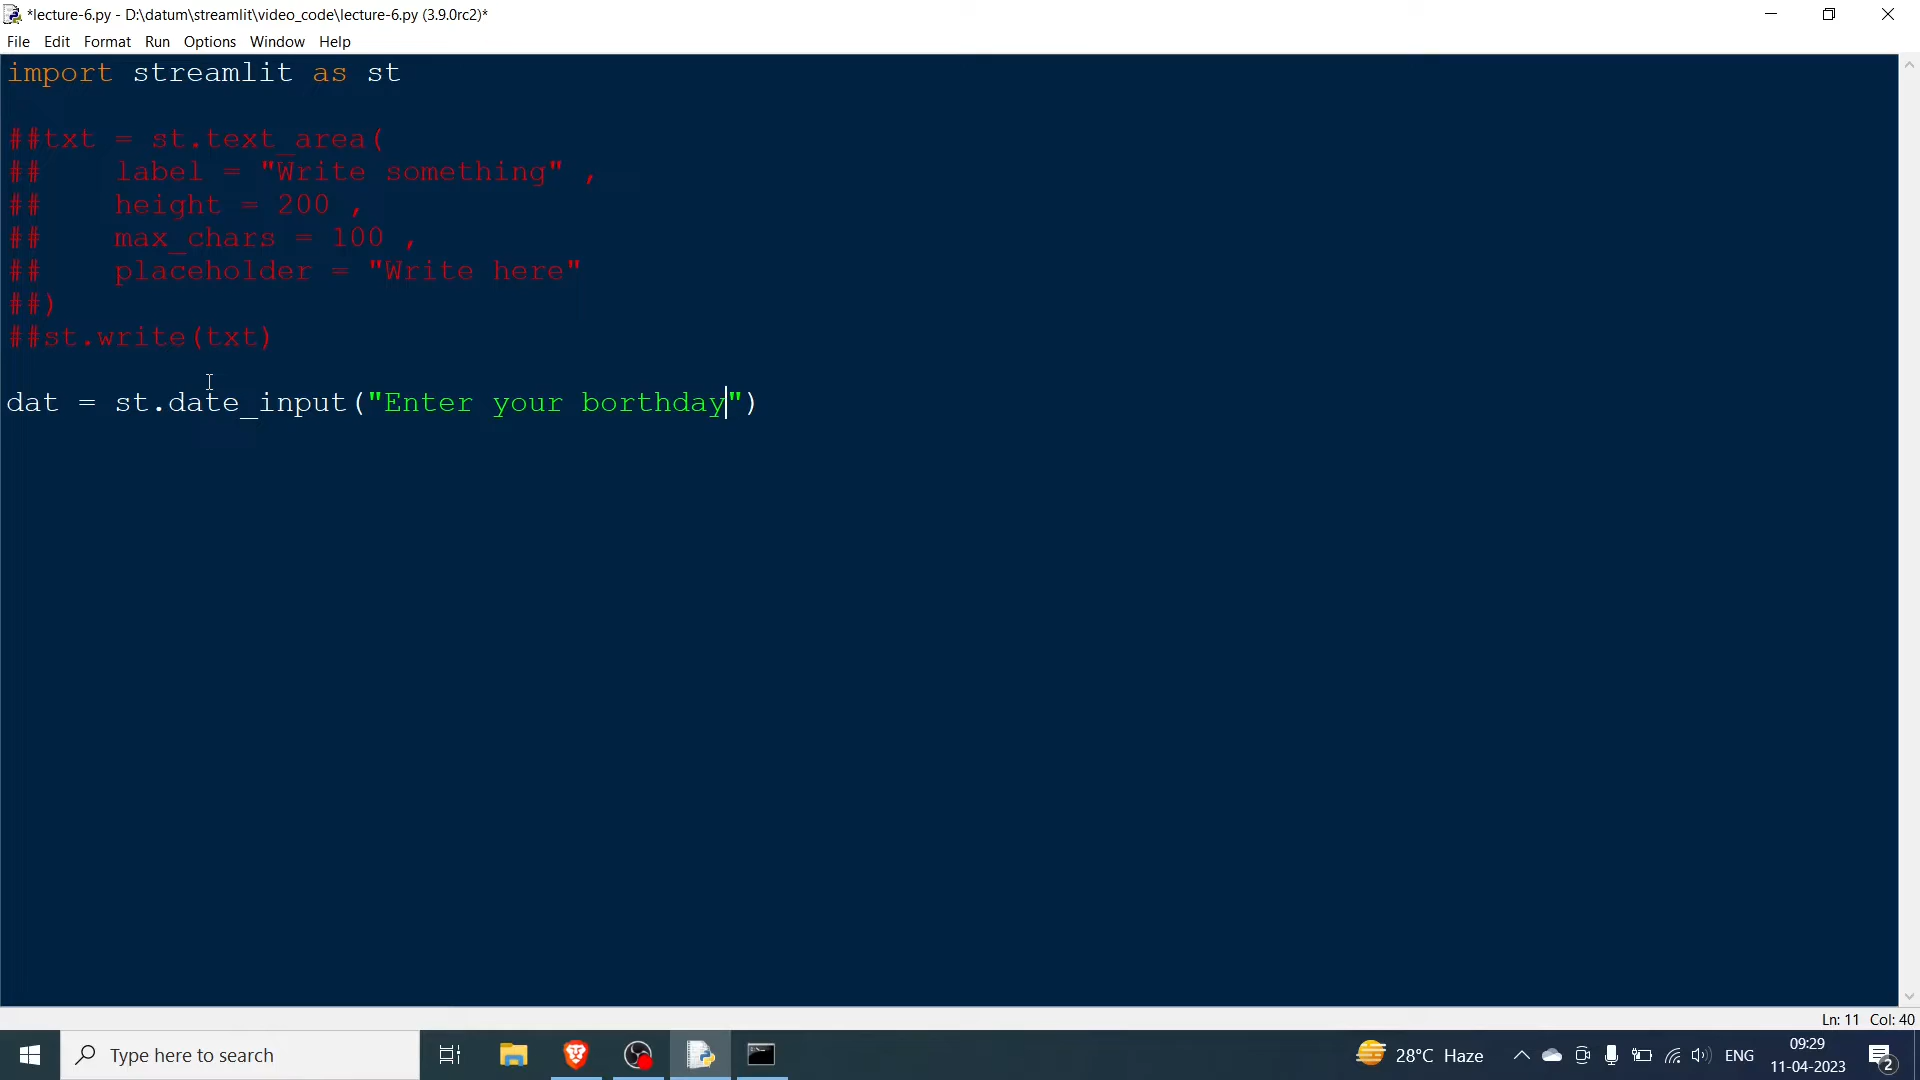 *lecture-6.py - D:\datum\streamlit\video_code\lecture-6.py (3.9.0rc2)*
File Edit Format Run Options Window Help
import streamlit as st
##txt = st.text_area(
##    label = "Write something" ,
##    height = 200 ,
##    max_chars = 100 ,
##    placeholder = "Write here"
##)
##st.write(txt)
dat = st.date_input("Enter your borthday")
Ln: 11 Col: 40
Type here to search
28°C Haze
ENG
09:29
11-04-2023
2